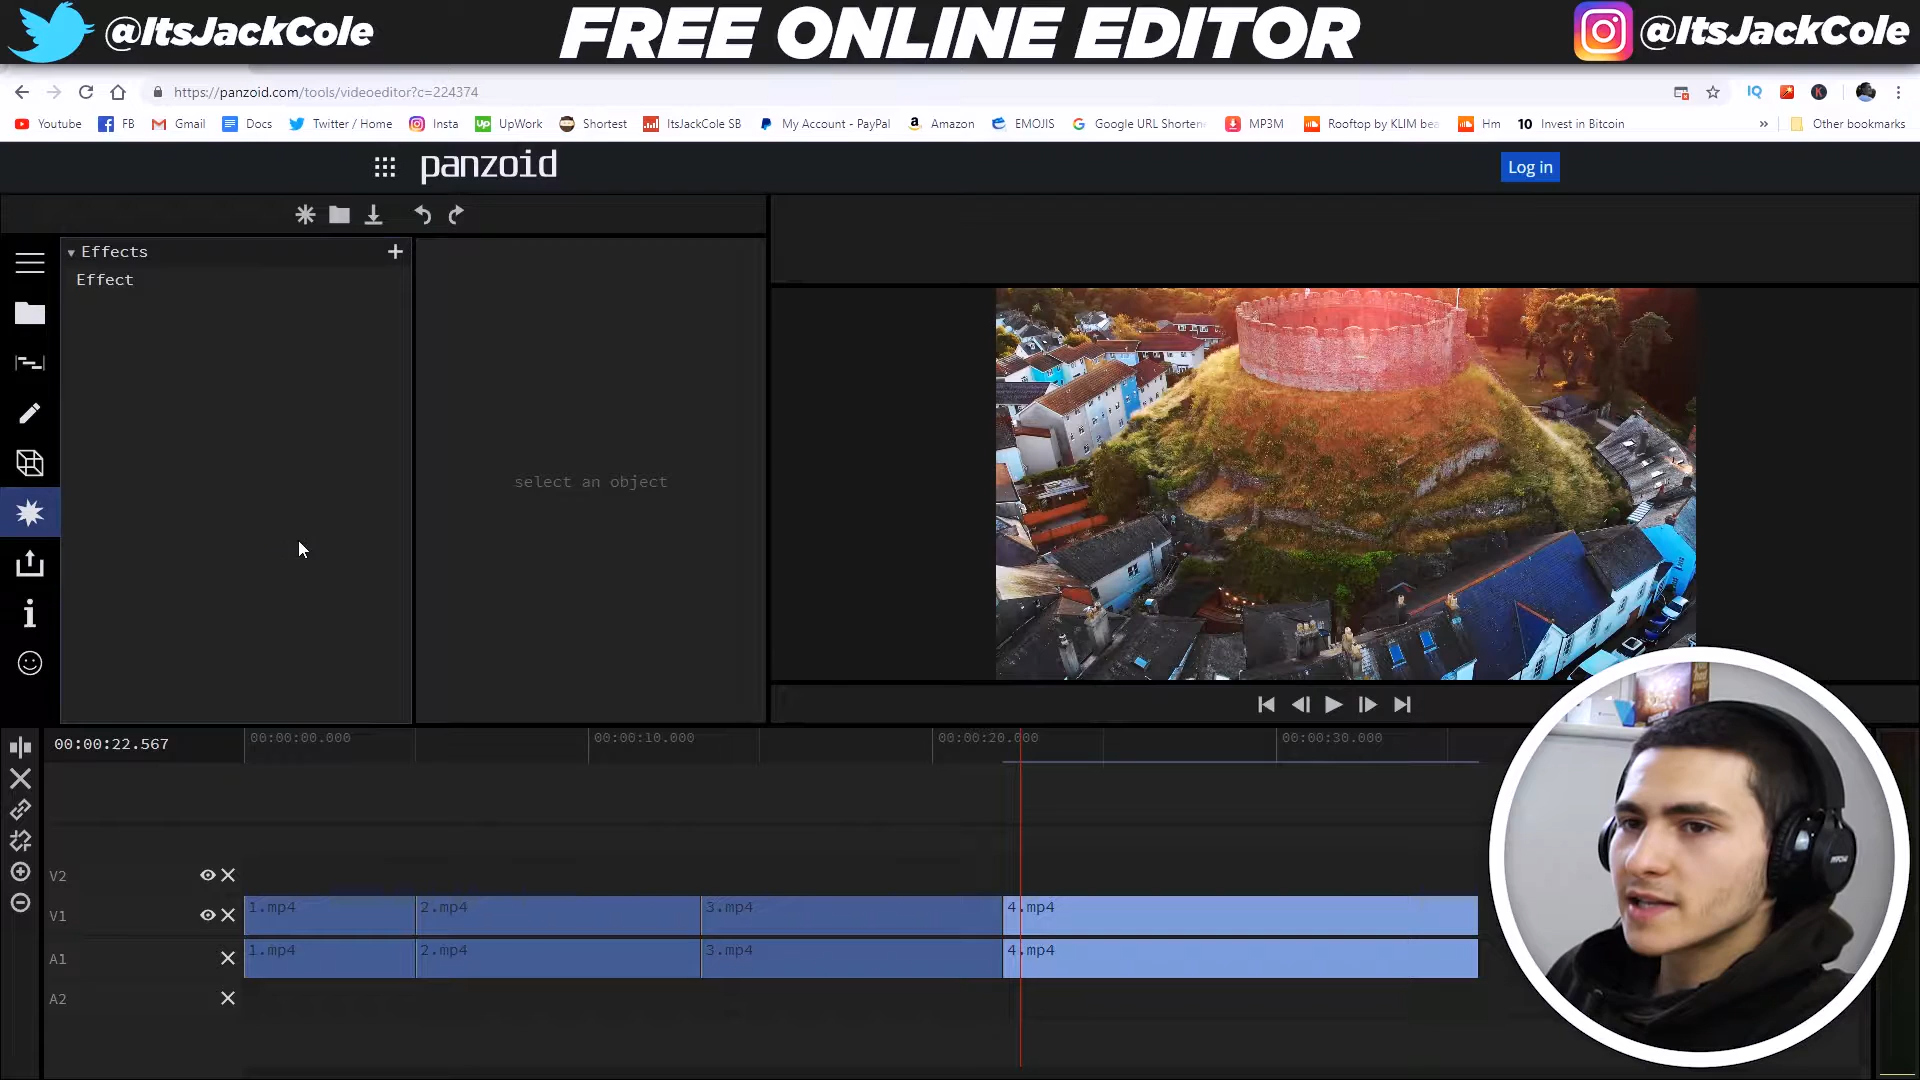 @ItsJackCole
FREE ONLINE EDITOR
@ItsJackCole
https://panzoid.com/tools/videoeditor?c=224374
IQ
K
Youtube
FB
Gmail
Docs
Twitter / Home
Insta
Up UpWork
Shortest
ItsJackCole SB
My Account - PayPal
Amazon
EMOJIS
Google URL Shortene
MP3M
Rooftop by KLIM bea
Hm
10 Invest in Bitcoin
»
Other bookmarks
panzoid
Log in
Effects
Effect
select an object
00:00:22.567
00:00:00.000
00:00:10.000
00:00:20.000
00:00:30.000
V2
V1
1.mp4
2.mp4
3.mp4
4.mp4
A1
1.mp4
2.mp4
3.mp4
4.mp4
A2